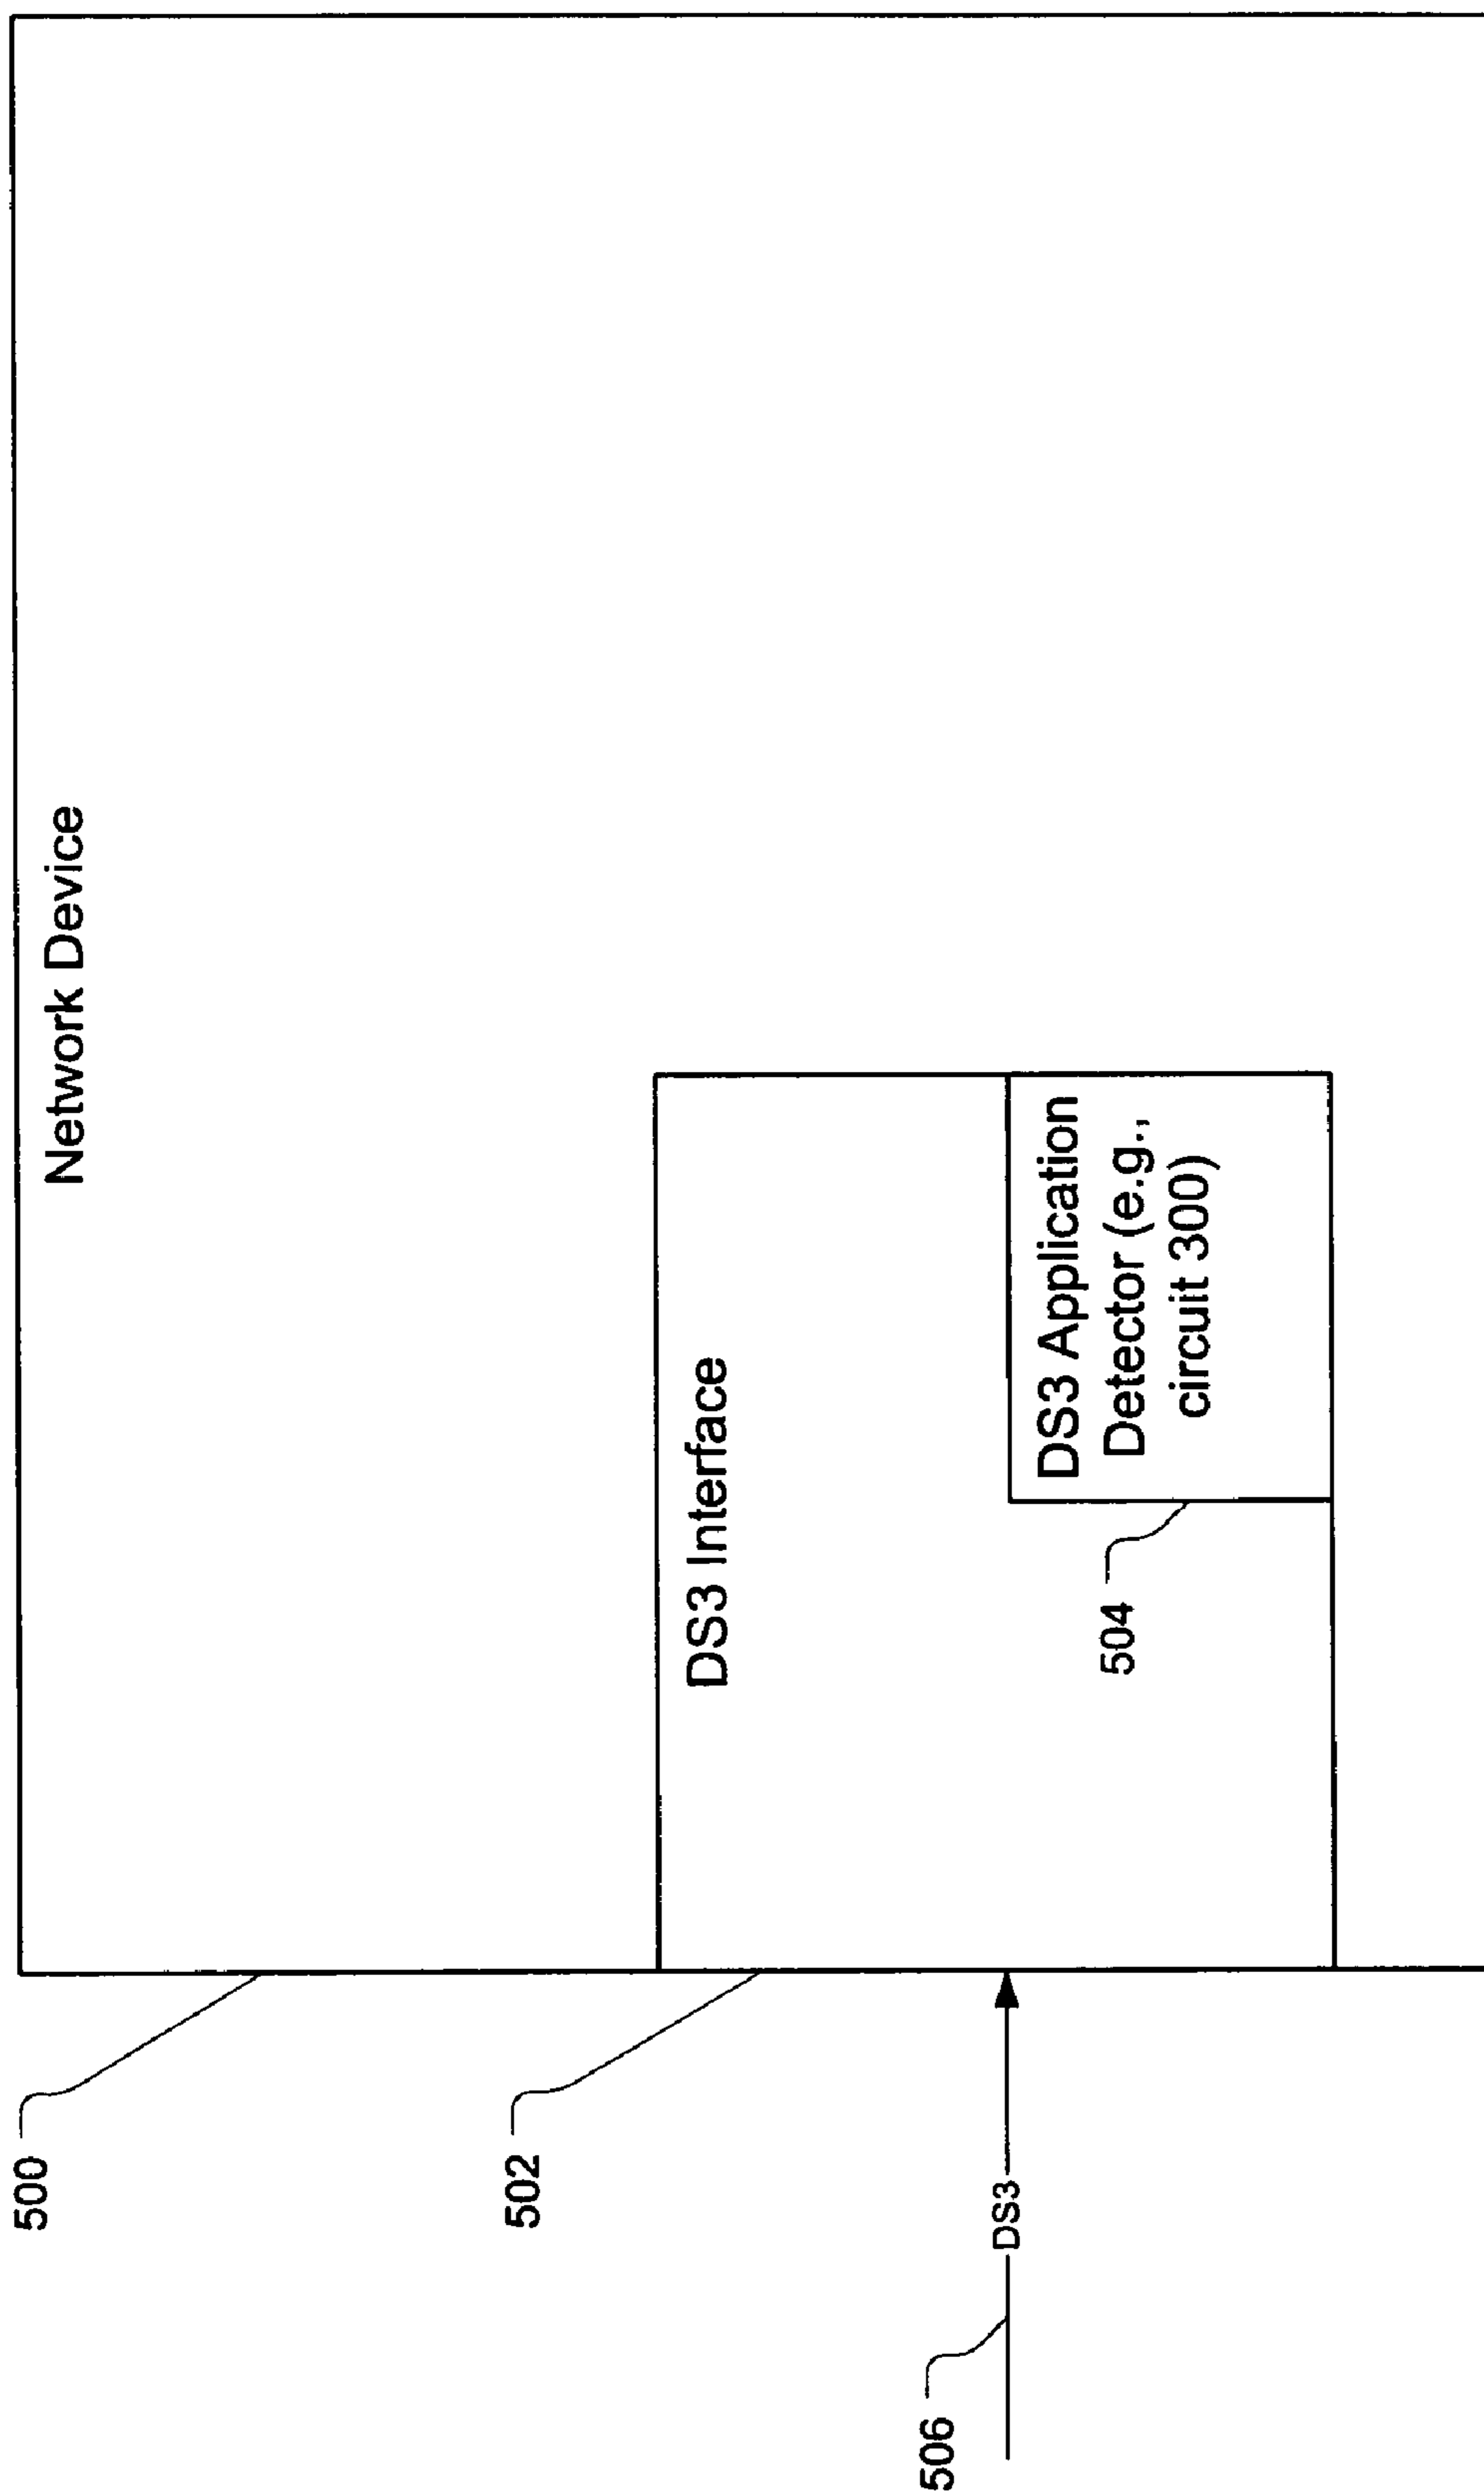 500
Network Device
502
DS3 Interface
506
DS3
504
DS3 Application
Detector (e.g.,
circuit 300)